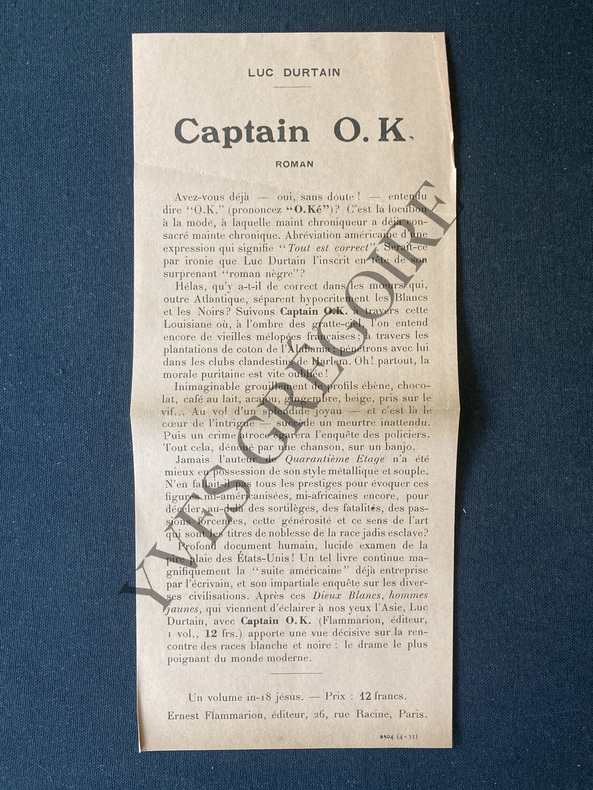 LUC DURTAIN
Captain O. K.
ROMAN
Avez-vous déjà — oui, sans doute ! — entendu
dire "O.K." (prononcez "O.Ké")? C'est la locution
à la mode, à laquelle maint chroniqueur a déjà con-
sacré mainte chronique. Abréviation américaine d'une
expression qui signifie "Tout est correct". Serait-ce
par ironie que Luc Durtain l'inscrit en tête de son
surprenant "roman nègre"?
Hélas, qu'y a-t-il de correct dans les mœurs qui,
outre Atlantique, séparent hypocritement les Blancs
et les Noirs? Suivons Captain O.K. à travers cette
Louisiane où, à l'ombre des gratte-ciel, l'on entend
encore de vieilles mélopées françaises; à travers les
plantations de coton de l'Alabama; pénétrons avec lui
dans les clubs clandestins de Harlem. Oh! partout, la
morale puritaine est vite oubliée!
Inimaginable grouillement de profils ébène, choco-
lat, café au lait, acajou, gingembre, beige, pris sur le
vif... Au vol d'un splendide joyau — et c'est là le
cœur de l'intrigue — succède un meurtre inattendu.
Puis un crime atroce égarera l'enquête des policiers.
Tout cela, dénoué par une chanson, sur un banjo.
Jamais l'auteur de Quarantième Etage n'a été
mieux en possession de son style métallique et souple.
N'en fallait-il pas tous les prestiges pour évoquer ces
figures mi-américanisées, mi-africaines encore, pour
déceler, au-delà des sortilèges, des fatalités, des pas-
sions forcenées, cette générosité et ce sens de l'art
qui sont les titres de noblesse de la race jadis esclave?
Profond document humain, lucide examen de la
pire plaie des États-Unis! Un tel livre continue ma-
gnifiquement la "suite américaine" déjà entreprise
par l'écrivain, et son impartiale enquête sur les diver-
ses civilisations. Après ces Dieux Blancs, hommes
jaunes, qui viennent d'éclairer à nos yeux l'Asie, Luc
Durtain, avec Captain O.K. (Flammarion, éditeur,
1 vol., 12 frs.) apporte une vue décisive sur la ren-
contre des races blanche et noire : le drame le plus
poignant du monde moderne.
Un volume in-18 jésus. — Prix : 12 francs.
Ernest Flammarion, éditeur, 26, rue Racine, Paris.
YVES GRÉGOIRE